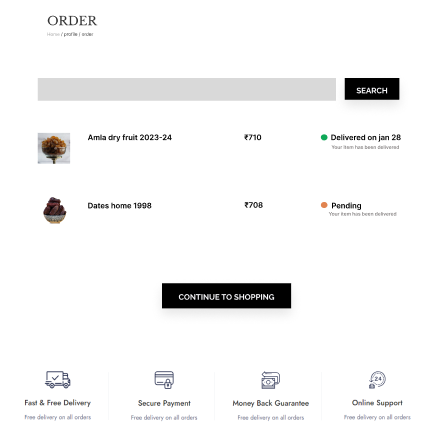 ORDER
Home / profile / order
SEARCH
Amla dry fruit 2023-24
₹710
Delivered on jan 28
Your item has been delivered
Dates home 1998
₹708
Pending
Your item has been delivered
CONTINUE TO SHOPPING
24
Fast & Free Delivery
Secure Payment
Money Back Guarantee
Online Support
Free delivery on all orders
Free delivery on all orders
Free delivery on all orders
Free delivery on all orders